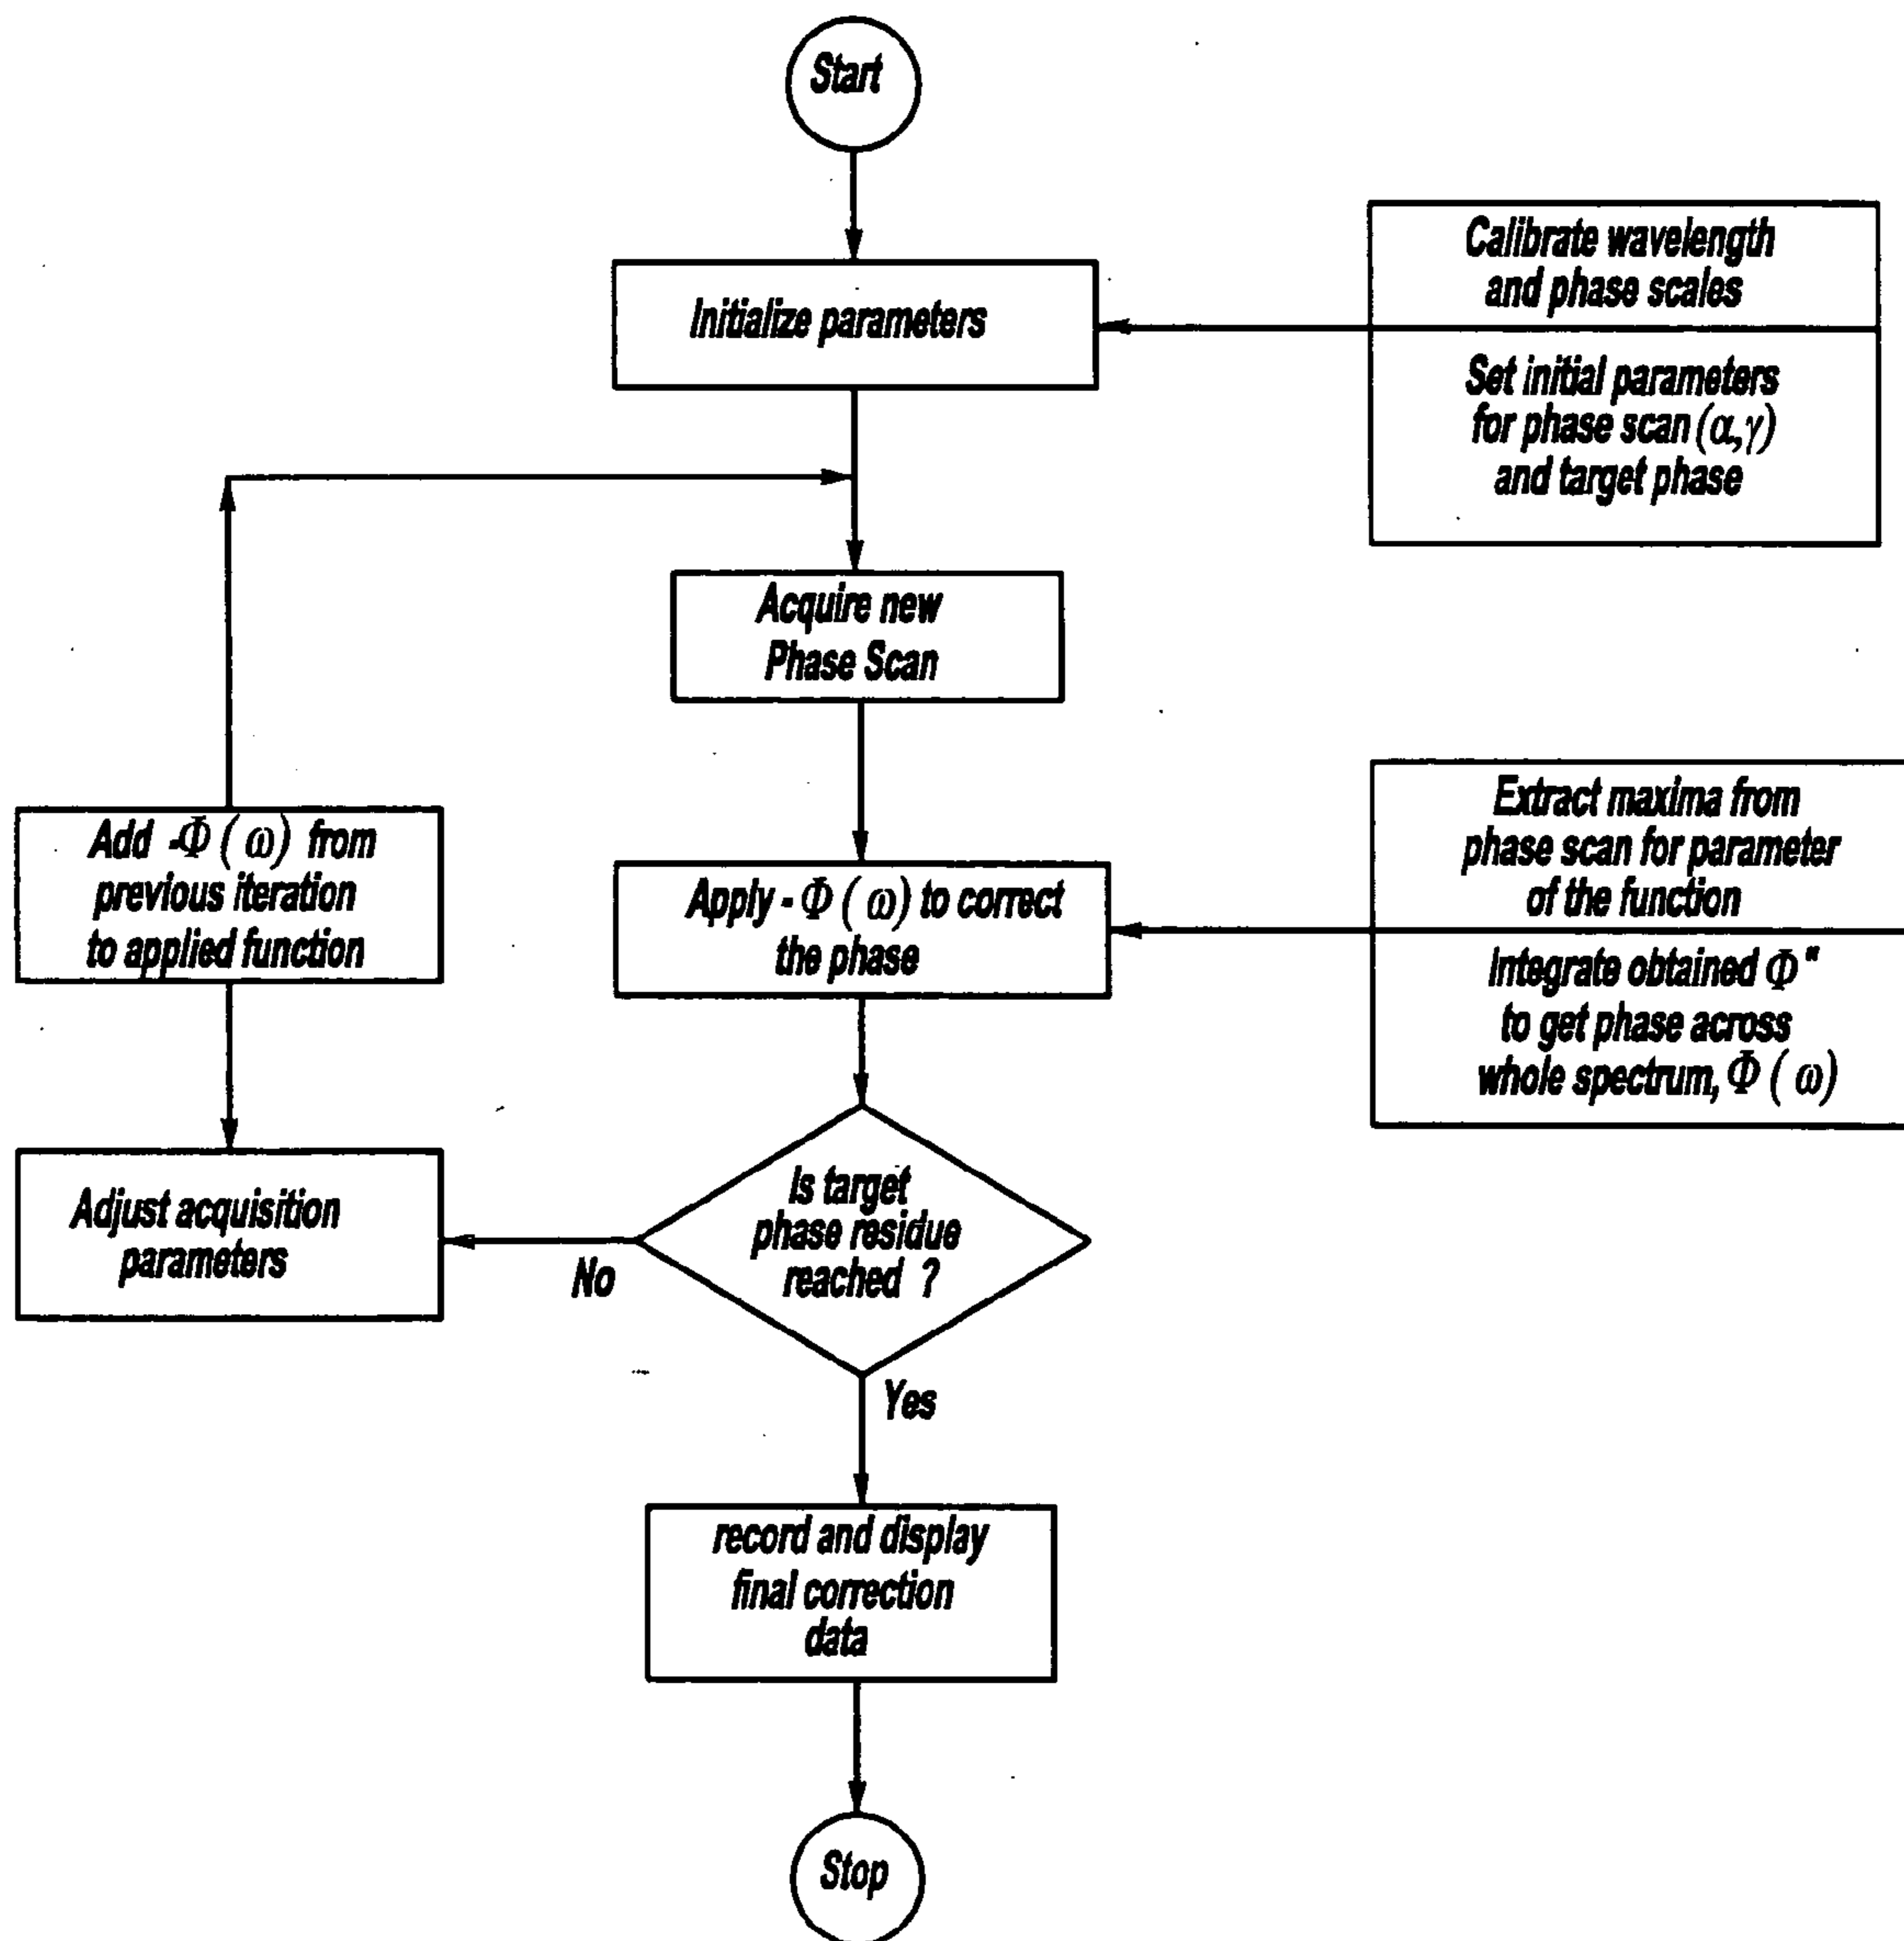 Start
Initialize parameters
Calibrate wavelength
and phase scales
Set initial parameters
for phase scan (α,γ)
and target phase
Acquire new
Phase Scan
Add -Φ ( ω) from
previous iteration
to applied function
Apply - Φ ( ω) to correct
the phase
Extract maxima from
phase scan for parameter
of the function
Integrate obtained Φ"
to get phase across
whole spectrum, Φ ( ω)
Adjust acquisition
parameters
No
Is target
phase residue
reached ?
Yes
record and display
final correction
data
Stop